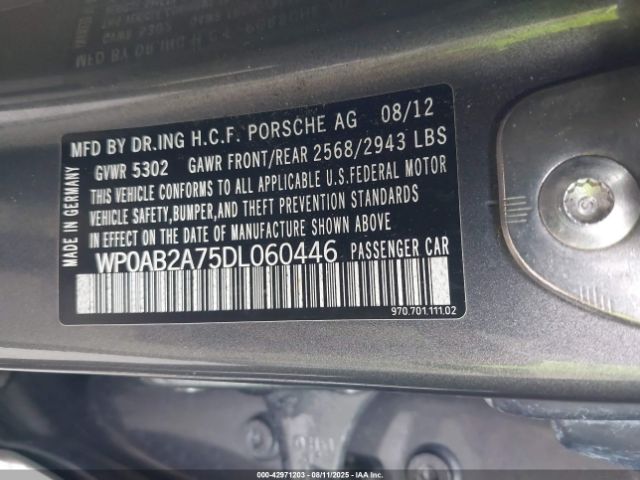 MFD BY DR.ING H.C.F. PORSCHE AG 08/12
GVWR 5302 GAWR FRONT/REAR 2568/2943 LBS
THIS VEHICLE CONFORMS TO ALL APPLICABLE U.S.FEDERAL MOTOR
VEHICLE SAFETY,BUMPER,AND THEFT PREVENTION STANDARDS
IN EFFECT ON THE DATE OF MANUFACTURE SHOWN ABOVE.
WP0AB2A75DL060446 PASSENGER CAR
MADE IN GERMANY
970.701.111.02
000-42971203 - 08/11/2025 - IAAI.COM